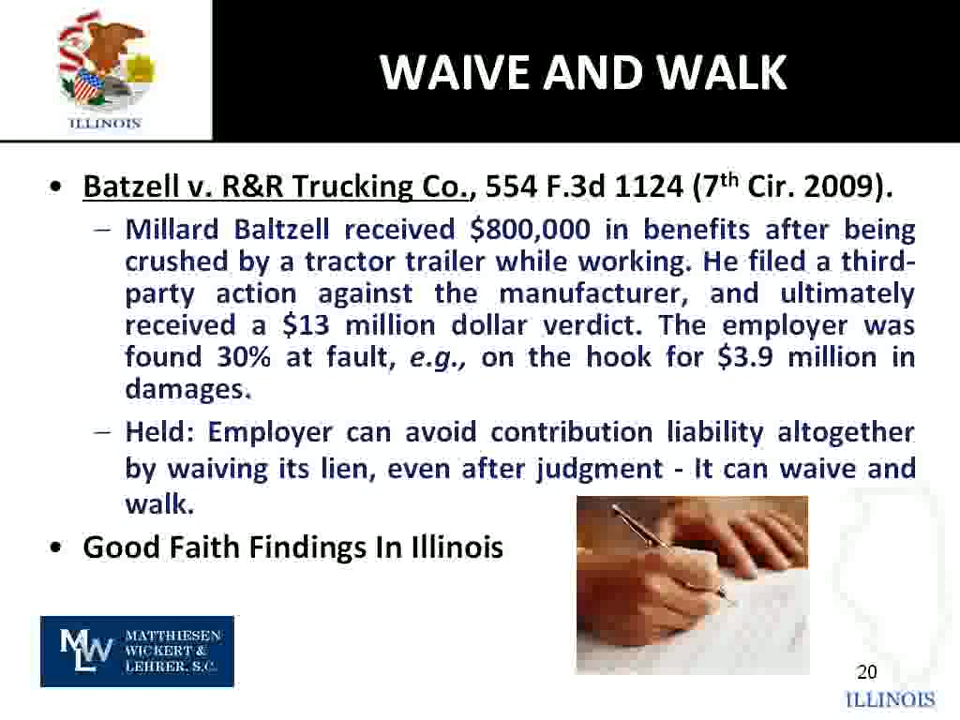 ILLINOIS
WAIVE AND WALK
• Batzell v. R&R Trucking Co., 554 F.3d 1124 (7th Cir. 2009).
– Millard Baltzell received $800,000 in benefits after being
crushed by a tractor trailer while working. He filed a third-
party action against the manufacturer, and ultimately
received a $13 million dollar verdict. The employer was
found 30% at fault, e.g., on the hook for $3.9 million in
damages.
– Held: Employer can avoid contribution liability altogether
by waiving its lien, even after judgment - It can waive and
walk.
• Good Faith Findings In Illinois
MLW
MATTHIESEN
WICKERT &
LEHRER, S.C.
20
ILLINOIS